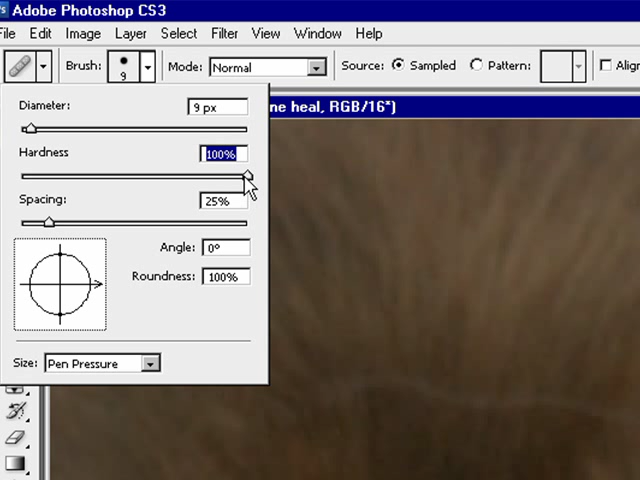 Adobe Photoshop CS3
File Edit Image Layer Select Filter View Window Help
Brush: 9 Mode: Normal Source: Sampled Pattern:
ne heal, RGB/16*)
Diameter: 9 px
Hardness 100%
Spacing: 25%
Angle: 0°
Roundness: 100%
Size: Pen Pressure